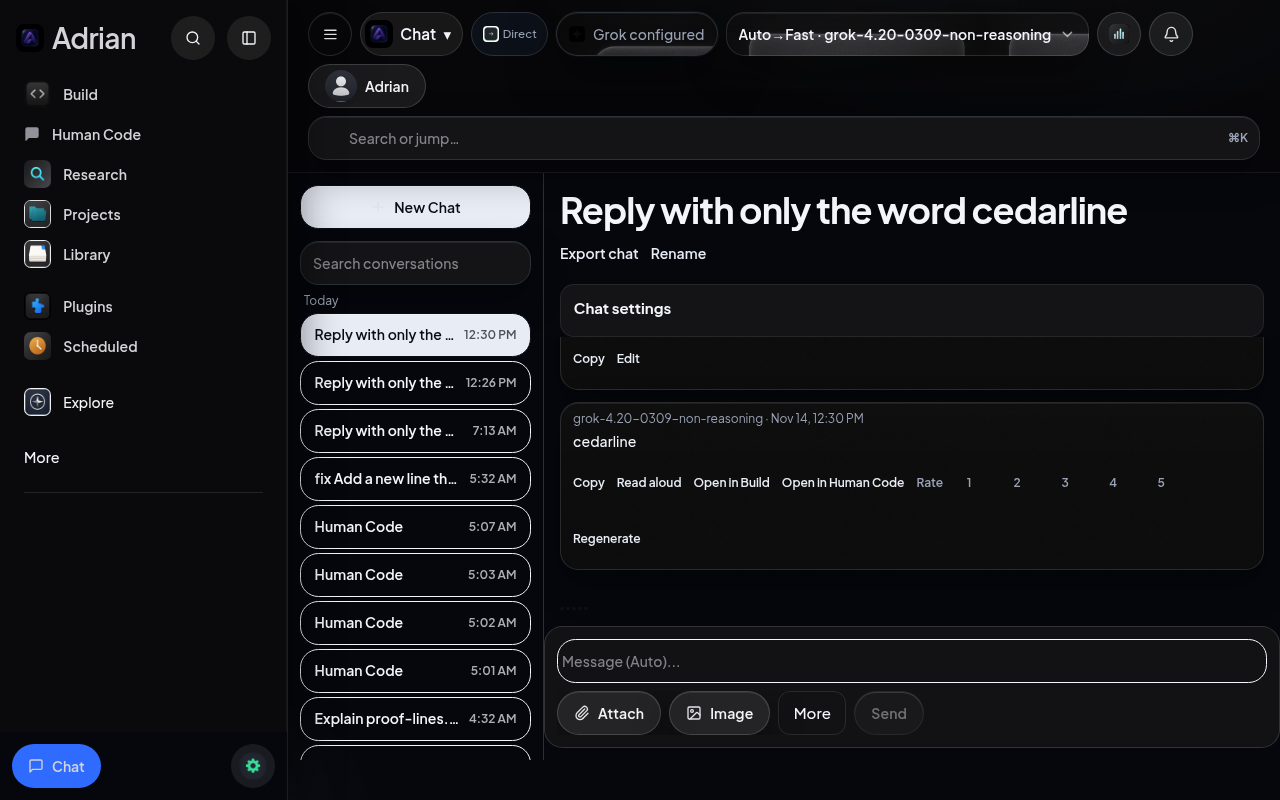 Adrian
Build
Human Code
Research
Projects
Library
Plugins
Scheduled
Explore
More
Chat
Chat ▾
Direct
Grok configured
Auto→Fast · grok-4.20-0309-non-reasoning
Adrian
Search or jump…
⌘K
New Chat
Search conversations
Today
Reply with only the … 12:30 PM
Reply with only the … 12:26 PM
Reply with only the … 7:13 AM
fix Add a new line th… 5:32 AM
Human Code 5:07 AM
Human Code 5:03 AM
Human Code 5:02 AM
Human Code 5:01 AM
Explain proof-lines.… 4:32 AM
Reply with only the word cedarline
Export chat Rename
Chat settings
Copy Edit
grok-4.20-0309-non-reasoning · Nov 14, 12:30 PM
cedarline
Copy Read aloud Open in Build Open in Human Code Rate 1 2 3 4 5
Regenerate
Message (Auto)...
Attach Image More Send